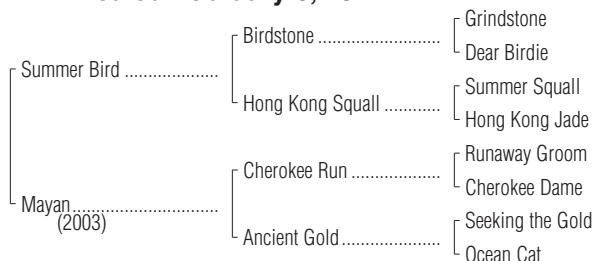 Grindstone
Birdstone
Dear Birdie
Summer Bird
Summer Squall
Hong Kong Squall
Hong Kong Jade
Runaway Groom
Cherokee Run
Cherokee Dame
Mayan
(2003)
Seeking the Gold
Ancient Gold
Ocean Cat